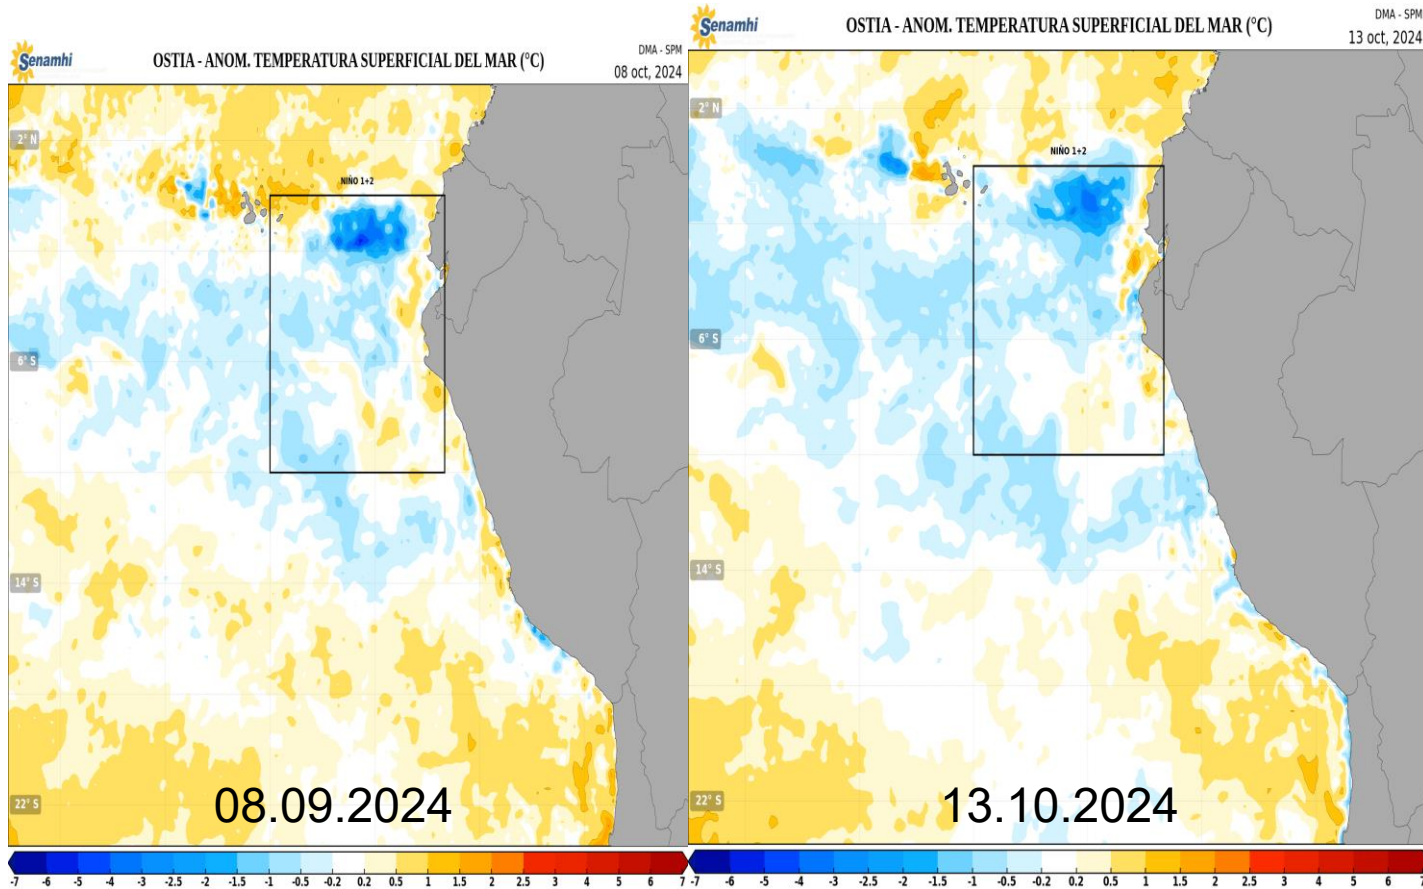 Senamhi
OSTIA - ANOM. TEMPERATURA SUPERFICIAL DEL MAR (°C)
DMA - SPM
08 oct, 2024
2° N
NIÑO 1+2
6° S
14° S
22° S
08.09.2024
-7 -6 -5 -4 -3 -2.5 -2 -1.5 -1 -0.5 -0.2 0.2 0.5 1 1.5 2 2.5 3 4 5 6 7
Senamhi
OSTIA - ANOM. TEMPERATURA SUPERFICIAL DEL MAR (°C)
DMA - SPM
13 oct, 2024
2° N
NIÑO 1+2
6° S
14° S
22° S
13.10.2024
-7 -6 -5 -4 -3 -2.5 -2 -1.5 -1 -0.5 -0.2 0.2 0.5 1 1.5 2 2.5 3 4 5 6